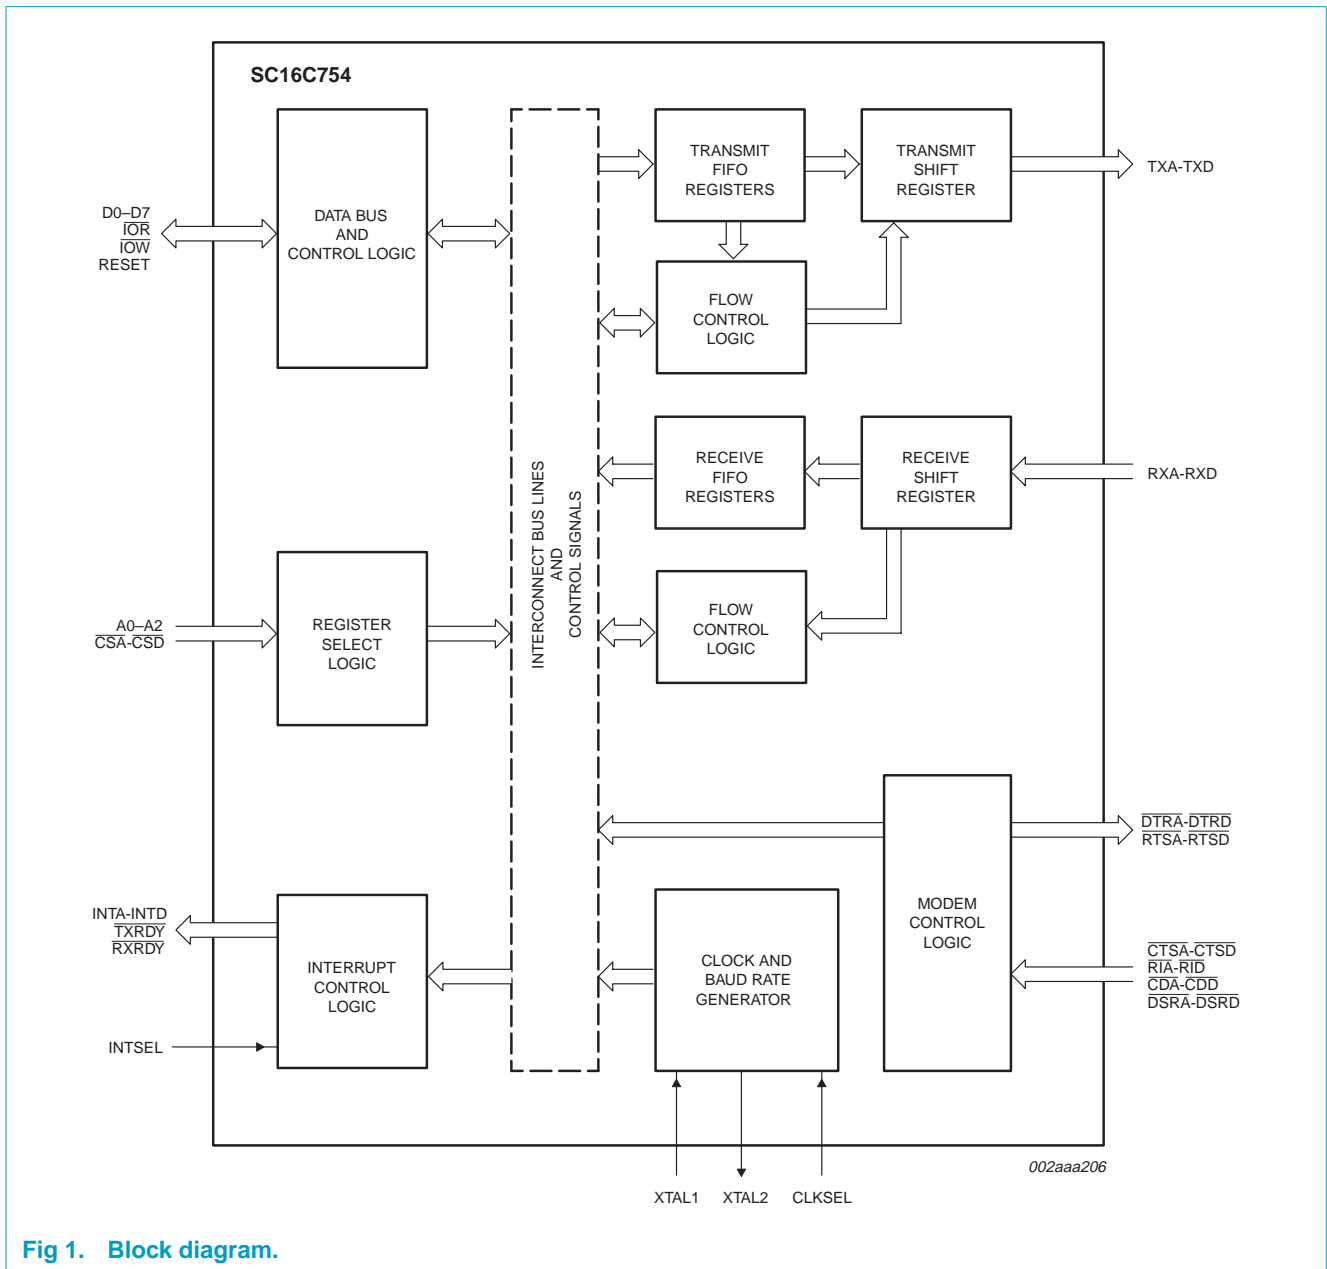 SC16C754
D0–D7
IOR
IOW
RESET
DATA BUS
AND
CONTROL LOGIC
TRANSMIT
FIFO
REGISTERS
TRANSMIT
SHIFT
REGISTER
TXA-TXD
FLOW
CONTROL
LOGIC
INTERCONNECT BUS LINES
AND
CONTROL SIGNALS
RECEIVE
FIFO
REGISTERS
RECEIVE
SHIFT
REGISTER
RXA-RXD
A0–A2
CSA-CSD
REGISTER
SELECT
LOGIC
FLOW
CONTROL
LOGIC
DTRA-DTRD
RTSA-RTSD
MODEM
CONTROL
LOGIC
CTSA-CTSD
RIA-RID
CDA-CDD
DSRA-DSRD
INTA-INTD
TXRDY
RXRDY
INTERRUPT
CONTROL
LOGIC
INTSEL
CLOCK AND
BAUD RATE
GENERATOR
XTAL1
XTAL2
CLKSEL
002aaa206
Fig 1. Block diagram.